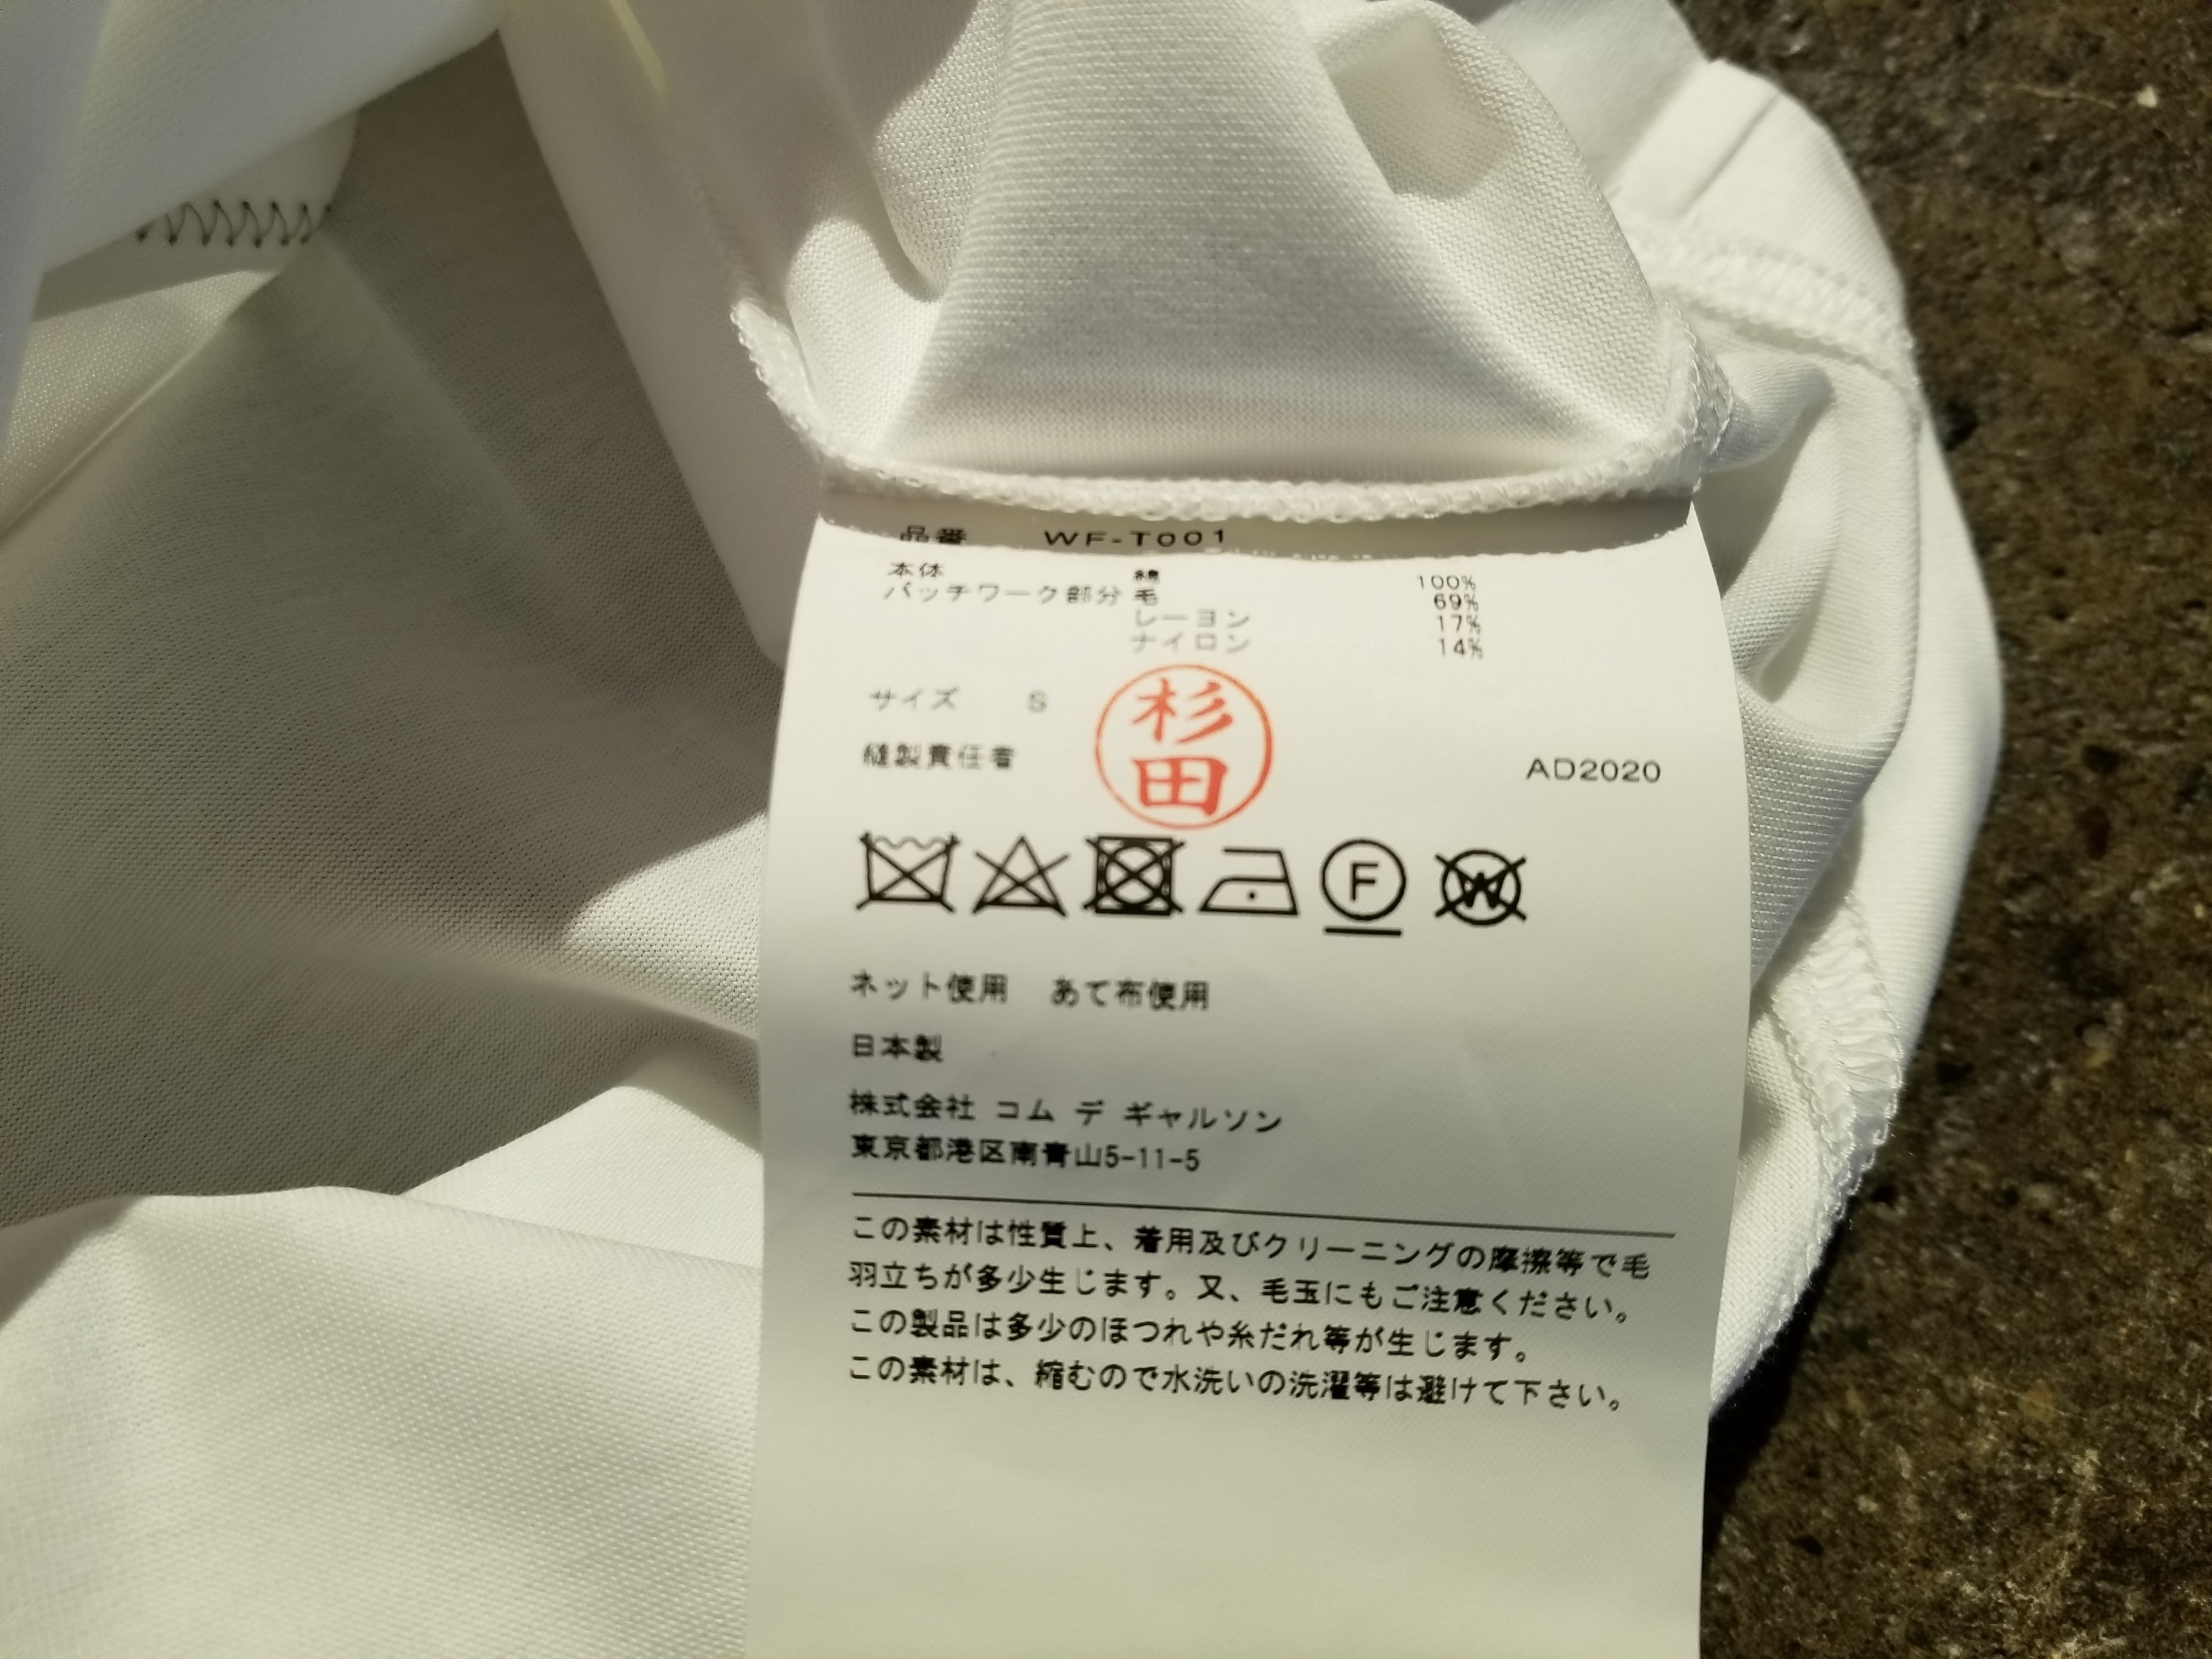 品番 WF-T001
本体 綿 100%
パッチワーク部分 毛 69%
レーヨン 17%
ナイロン 14%
サイズ S
杉田
縫製責任者
AD2020
F
W
ネット使用 あて布使用
日本製
株式会社 コム デ ギャルソン
東京都港区南青山5-11-5
この素材は性質上、着用及びクリーニングの摩擦等で毛
羽立ちが多少生じます。又、毛玉にもご注意ください。
この製品は多少のほつれや糸だれ等が生じます。
この素材は、縮むので水洗いの洗濯等は避けて下さい。